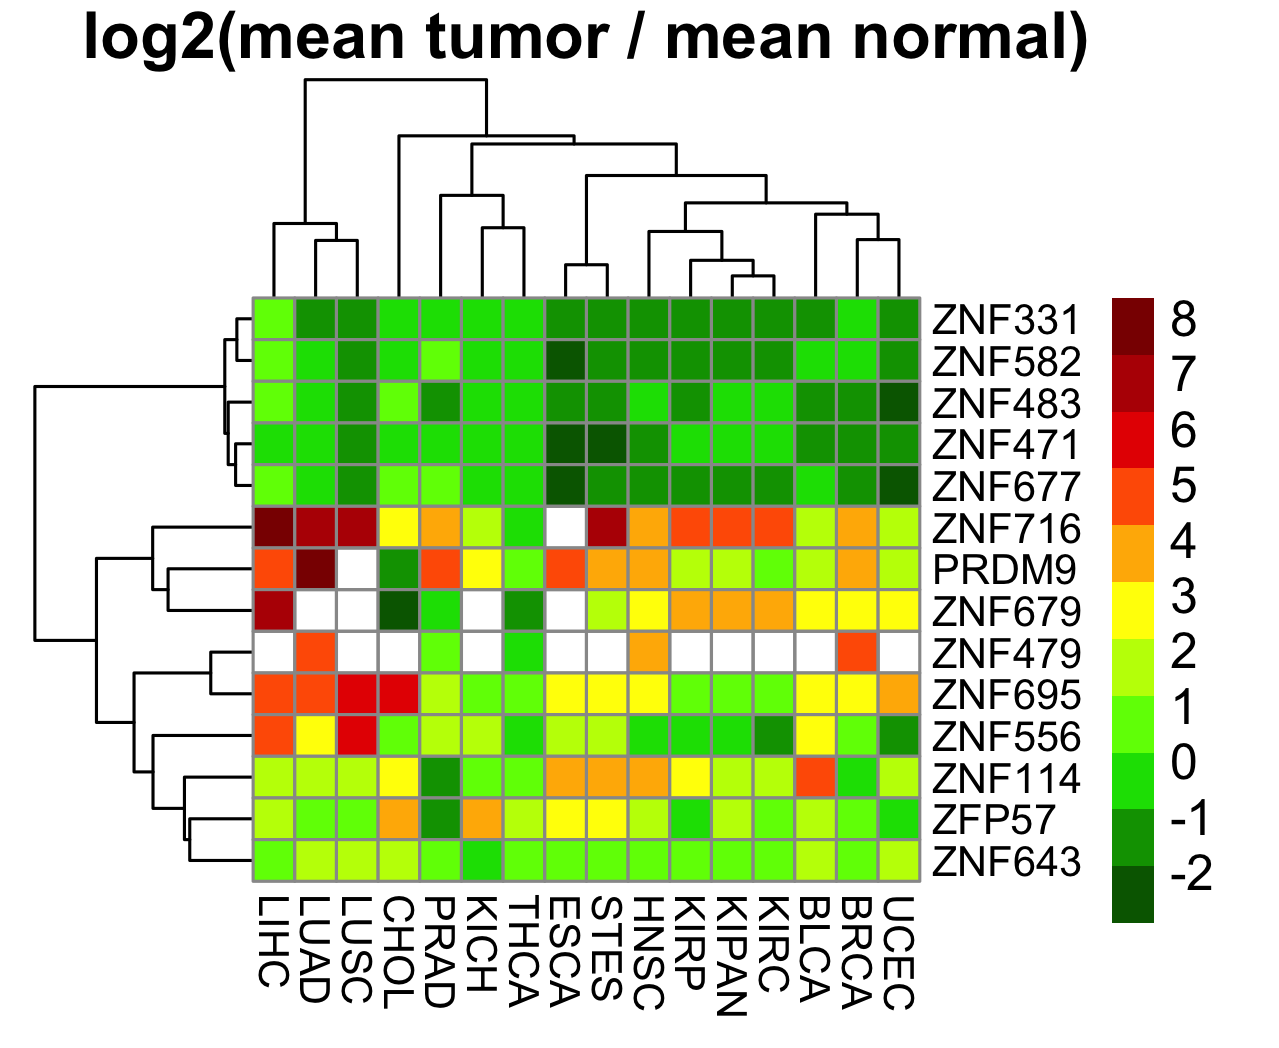 log2(mean tumor / mean normal)
ZNF331
ZNF582
ZNF483
ZNF471
ZNF677
ZNF716
PRDM9
ZNF679
ZNF479
ZNF695
ZNF556
ZNF114
ZFP57
ZNF643
8
7
6
5
4
3
2
1
0
-1
-2
LIHC
LUAD
LUSC
CHOL
PRAD
KICH
THCA
ESCA
STES
HNSC
KIRP
KIPAN
KIRC
BLCA
BRCA
UCEC